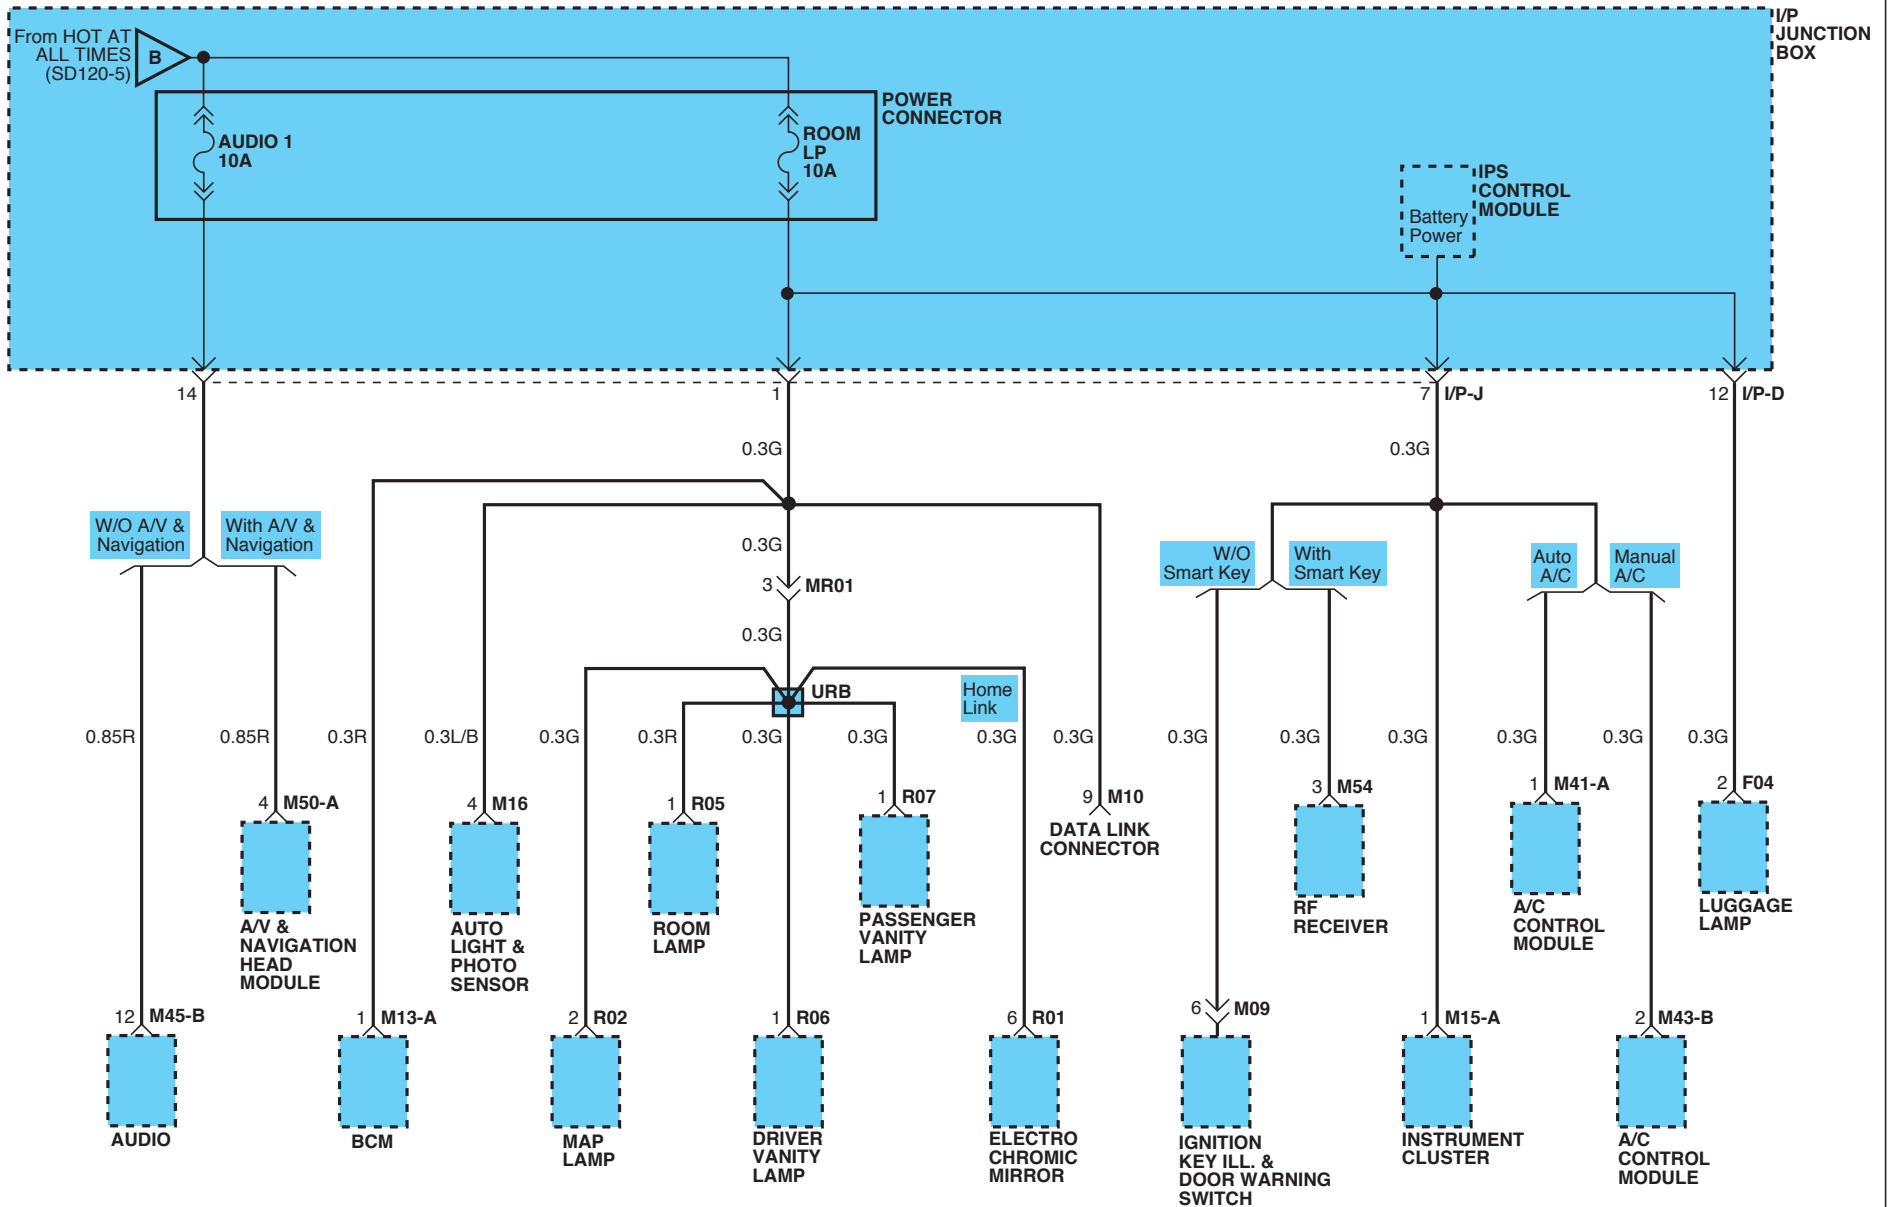 From HOT AT
ALL TIMES
(SD120-5)
B
I/P
JUNCTION
BOX
POWER
CONNECTOR
AUDIO 1
10A
ROOM
LP
10A
IPS
CONTROL
MODULE
Battery
Power
14
1
7
I/P-J
12
I/P-D
0.3G
0.3G
W/O A/V &
Navigation
With A/V &
Navigation
0.3G
3
MR01
0.3G
W/O
Smart Key
With
Smart Key
Auto
A/C
Manual
A/C
URB
Home
Link
0.85R
0.85R
0.3R
0.3L/B
0.3G
0.3R
0.3G
0.3G
0.3G
0.3G
0.3G
0.3G
0.3G
0.3G
0.3G
0.3G
4
M50-A
A/V &
NAVIGATION
HEAD
MODULE
4
M16
AUTO
LIGHT &
PHOTO
SENSOR
1
R05
ROOM
LAMP
1
R07
PASSENGER
VANITY
LAMP
9
M10
DATA LINK
CONNECTOR
3
M54
RF
RECEIVER
1
M41-A
A/C
CONTROL
MODULE
2
F04
LUGGAGE
LAMP
12
M45-B
AUDIO
1
M13-A
BCM
2
R02
MAP
LAMP
1
R06
DRIVER
VANITY
LAMP
6
R01
ELECTRO
CHROMIC
MIRROR
6
M09
IGNITION
KEY ILL. &
DOOR WARNING
SWITCH
1
M15-A
INSTRUMENT
CLUSTER
2
M43-B
A/C
CONTROL
MODULE